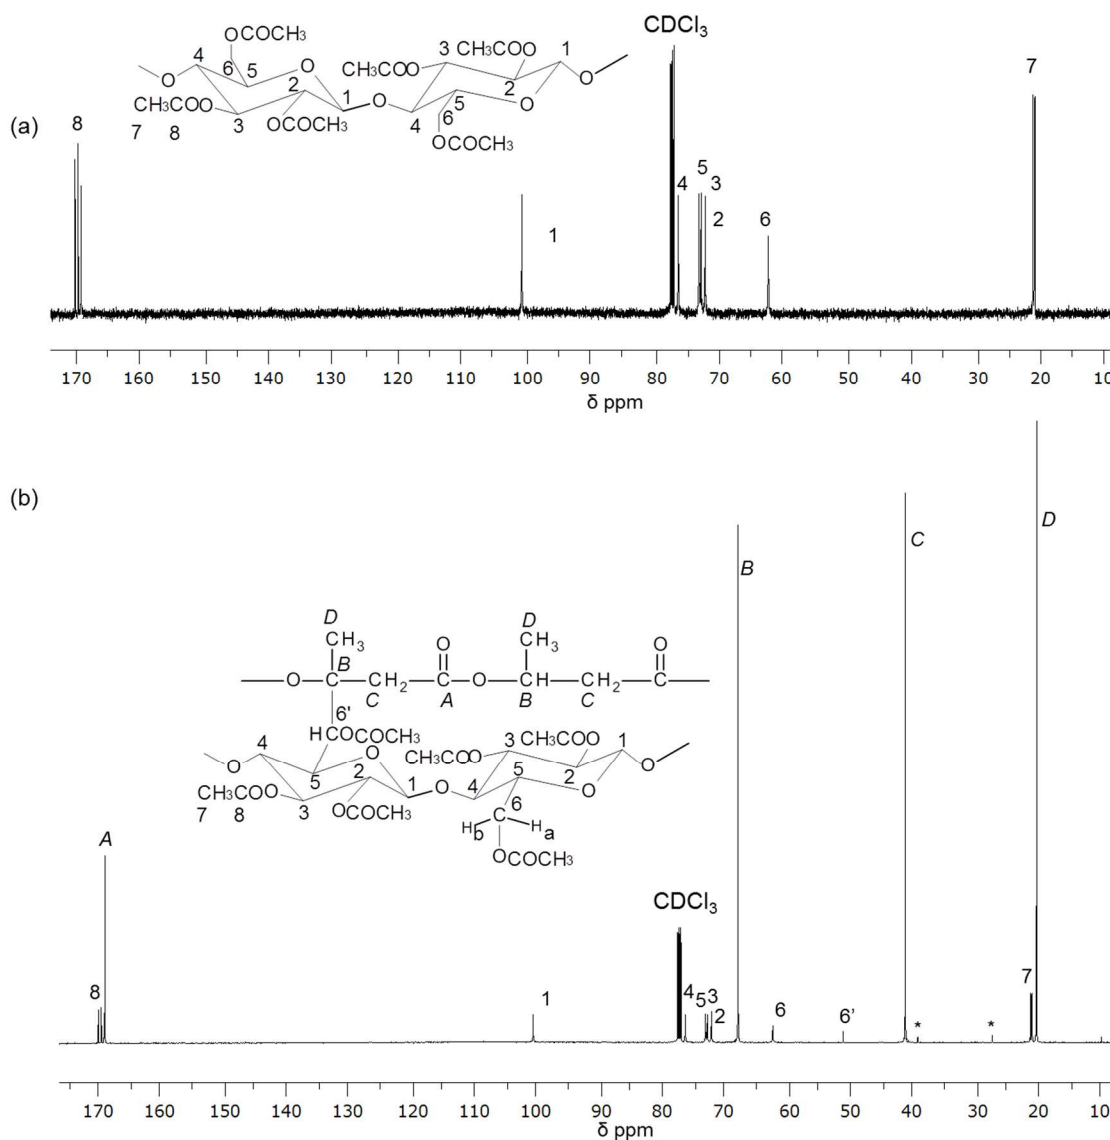 (a)
OCOCH3
6
4
5
O
O
CH3COO
3
2
OCOCH3
1
O
7 8
CH3COO
3
CH3COO
2
1
O
O
5
4
6
OCOCH3
CDCl3
8
1
4
5
3
2
6
7
170 160 150 140 130 120 110 100 90 80 70 60 50 40 30 20 10
δ ppm
(b)
D
CH3
D
CH3
O
O
O
C
B
CH2
C
C
A
O
CH
B
CH2
C
C
6'
H
OCOCH3
4
O
O
5
2
1
CH3COO
3
OCOCH3
7 8
O
CH3COO
3
CH3COO
2
1
O
O
5
4
6
Hb
Ha
OCOCH3
A
8
1
CDCl3
4
5
3
2
B
6
6’
C
*
*
7
D
170 160 150 140 130 120 110 100 90 80 70 60 50 40 30 20 10
δ ppm